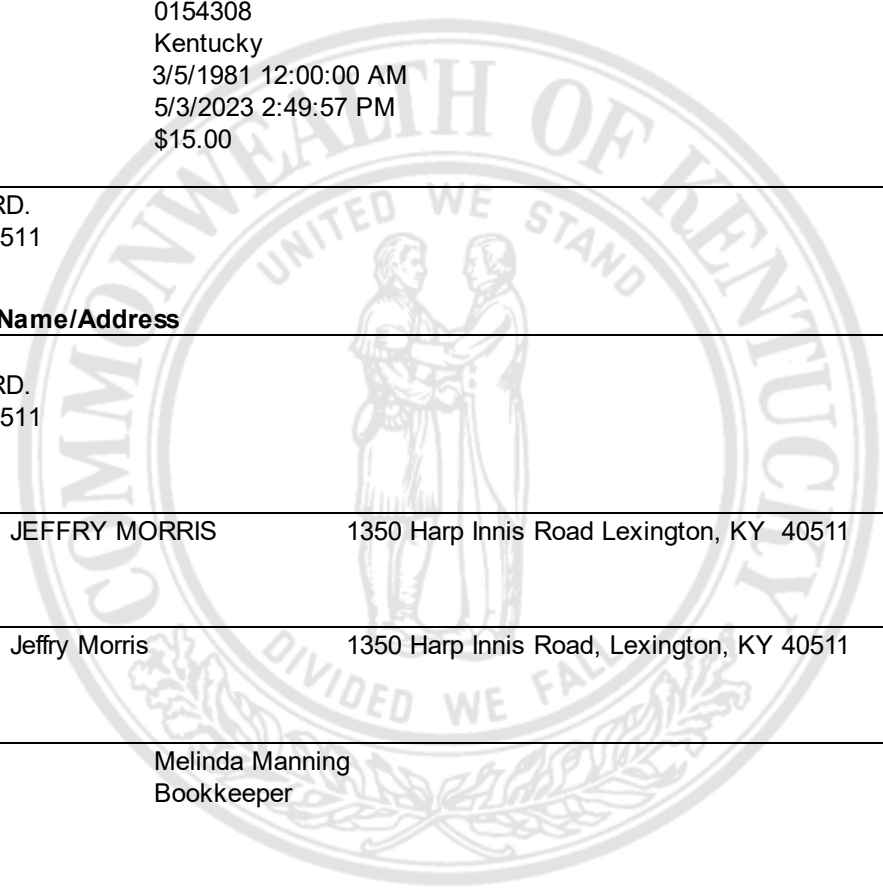 0154308
Kentucky
3/5/1981 12:00:00 AM
5/3/2023 2:49:57 PM
$15.00
RD.
511
Name/Address
RD.
511
JEFFRY MORRIS 1350 Harp Innis Road Lexington, KY 40511
Jeffry Morris 1350 Harp Innis Road, Lexington, KY 40511
Melinda Manning
Bookkeeper
COMMONWEALTH OF KENTUCKY
UNITED WE STAND
DIVIDED WE FALL